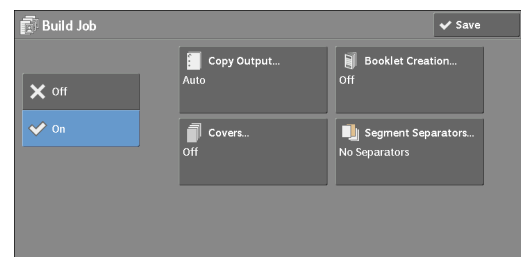 Build Job
Save
Off
On
Copy Output...
Auto
Booklet Creation...
Off
Covers...
Off
Segment Separators...
No Separators